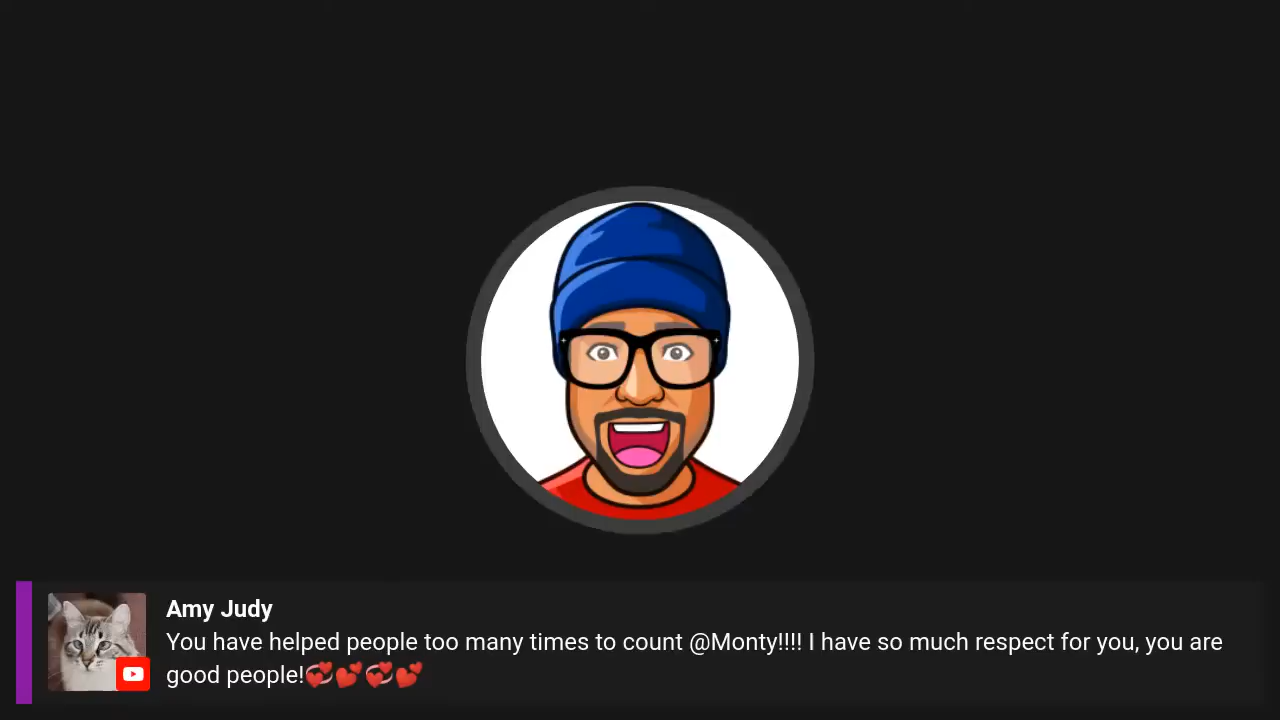 Amy Judy
You have helped people too many times to count @Monty!!!! I have so much respect for you, you are
good people!💞💕💞💕